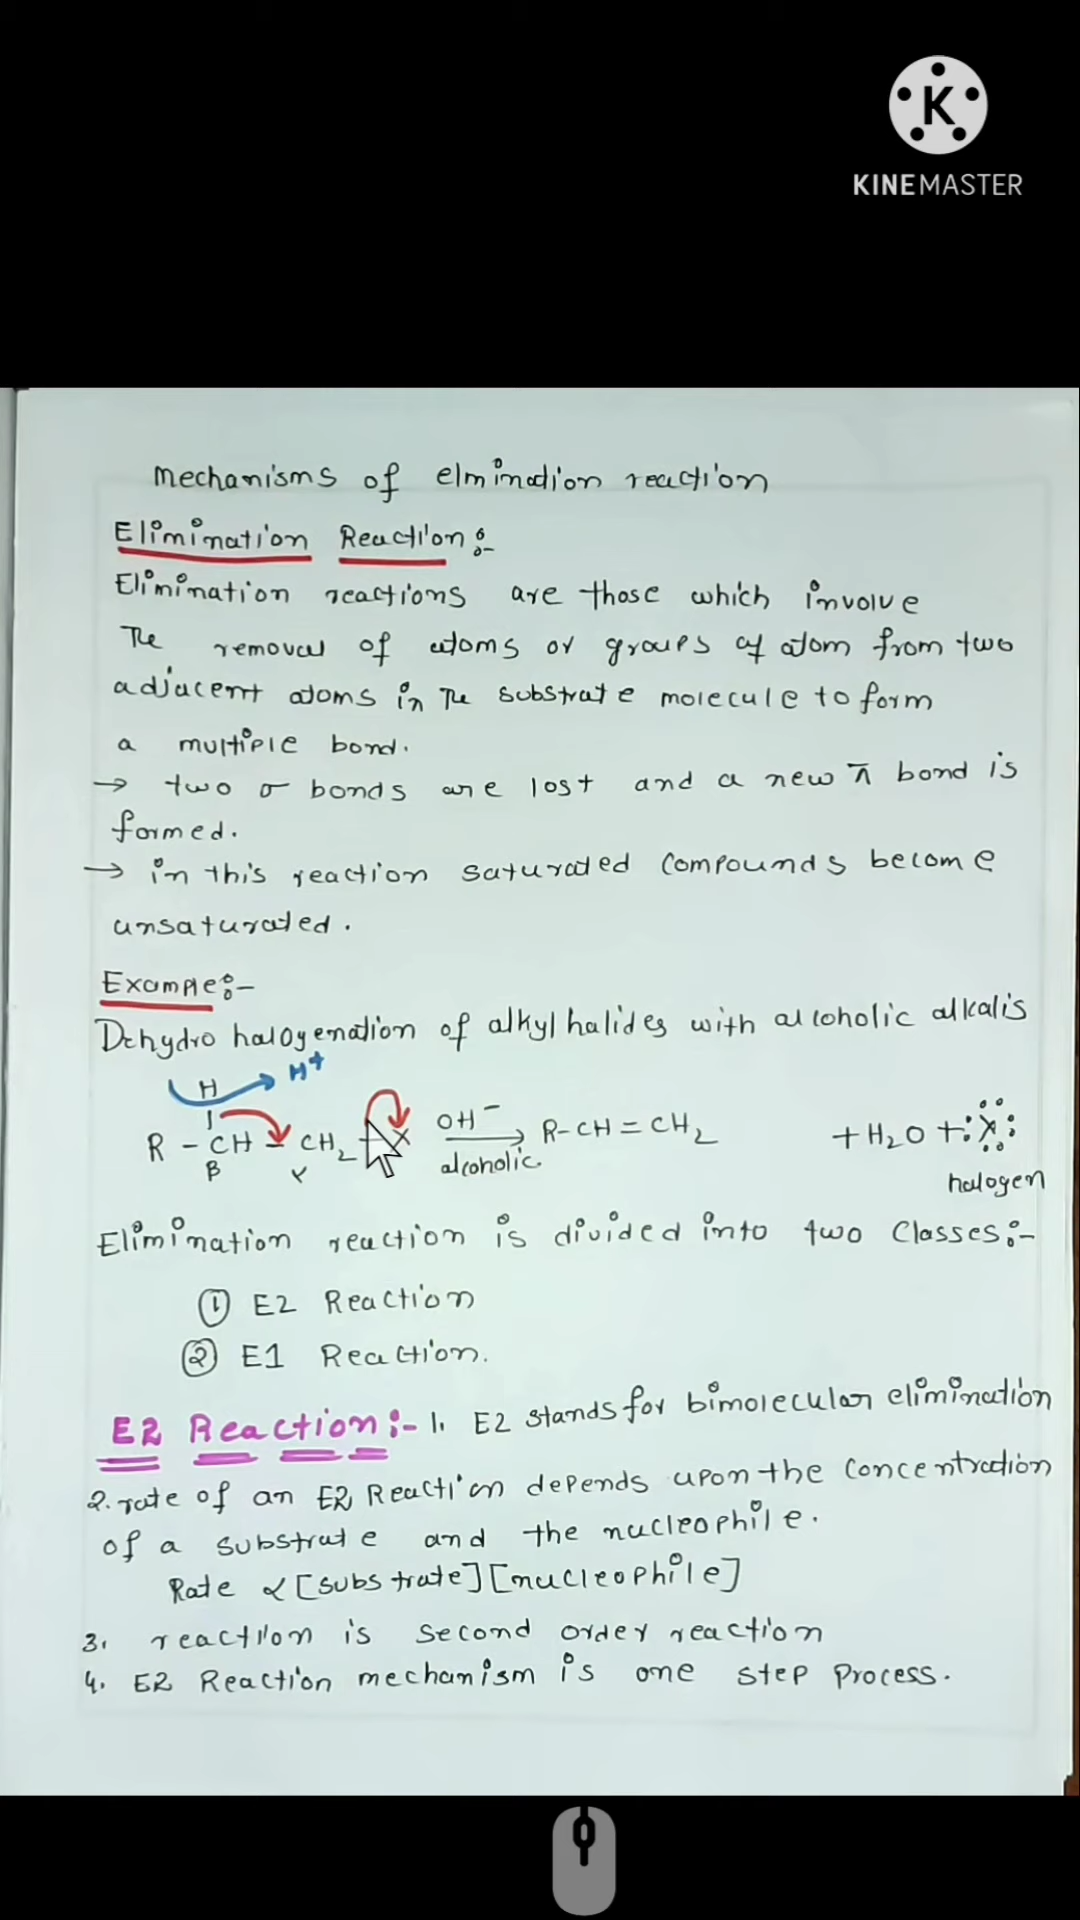 K
KINEMASTER
Mechanisms of elmination reaction
Elimination Reaction:-
Elimination reactions are those which involve
The removal of atoms or groups of atom from two
adjacent atoms in The substrate molecule to form
a multiple bond.
→ two σ bonds are lost and a new π bond is
formed.
→ in this reaction saturated compounds become
unsaturated.
Example:-
Dehydro halogenation of alkyl halides with alcoholic alkalis
H → H+
R - CH - CH2 - X OH- → R-CH = CH2 + H2O + :X:
β α alcoholic. halogen
Elimination reaction is divided into two Classes:-
① E2 Reaction
② E1 Reaction.
E2 Reaction:- 1. E2 stands for bimolecular elimination
2. rate of an E2 Reaction depends upon the concentration
of a substrate and the nucleophile.
Rate α [substrate][nucleophile]
3. reaction is second order reaction
4. E2 Reaction mechanism is one step process.